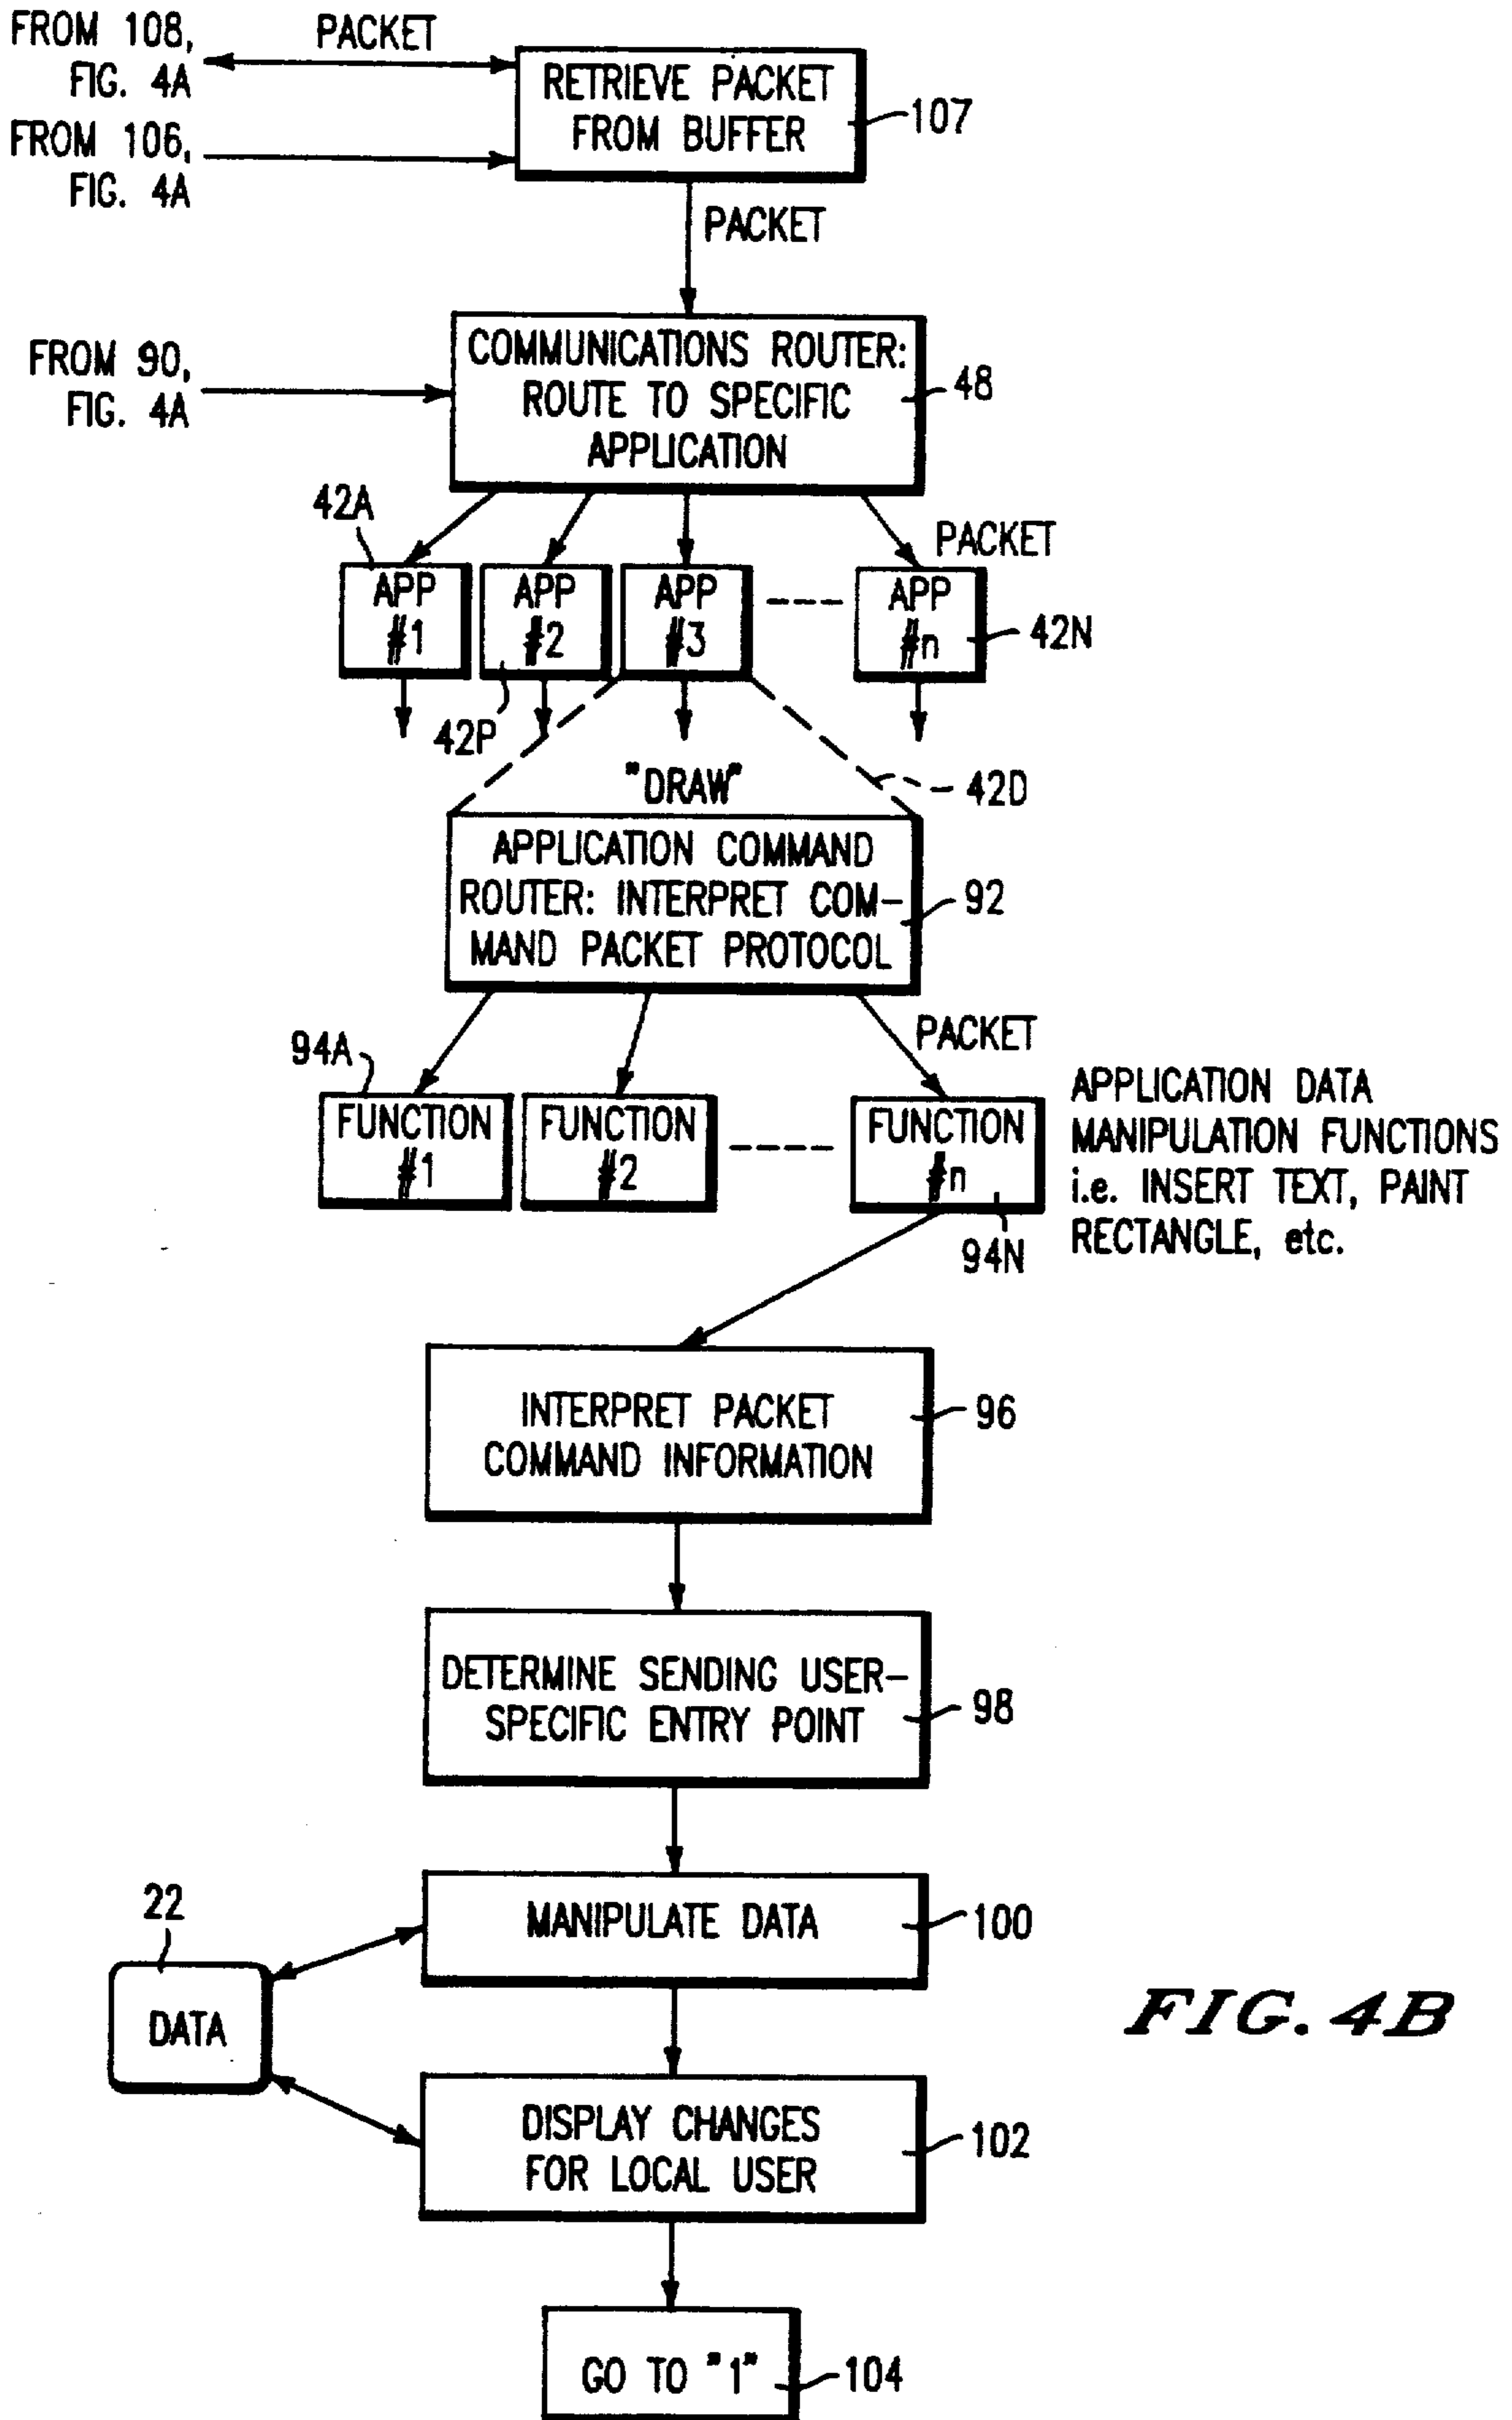 FROM 108,
FIG. 4A
PACKET
RETRIEVE PACKET
FROM BUFFER
107
FROM 106,
FIG. 4A
PACKET
FROM 90,
FIG. 4A
COMMUNICATIONS ROUTER:
ROUTE TO SPECIFIC
APPLICATION
48
42A
PACKET
APP
#1
APP
#2
APP
#3
APP
#n
42N
42P
"DRAW"
42D
APPLICATION COMMAND
ROUTER: INTERPRET COM-
MAND PACKET PROTOCOL
92
94A
PACKET
FUNCTION
#1
FUNCTION
#2
FUNCTION
#n
94N
APPLICATION DATA
MANIPULATION FUNCTIONS
i.e. INSERT TEXT, PAINT
RECTANGLE, etc.
INTERPRET PACKET
COMMAND INFORMATION
96
DETERMINE SENDING USER-
SPECIFIC ENTRY POINT
98
22
DATA
MANIPULATE DATA
100
FIG. 4B
DISPLAY CHANGES
FOR LOCAL USER
102
GO TO "1"
104